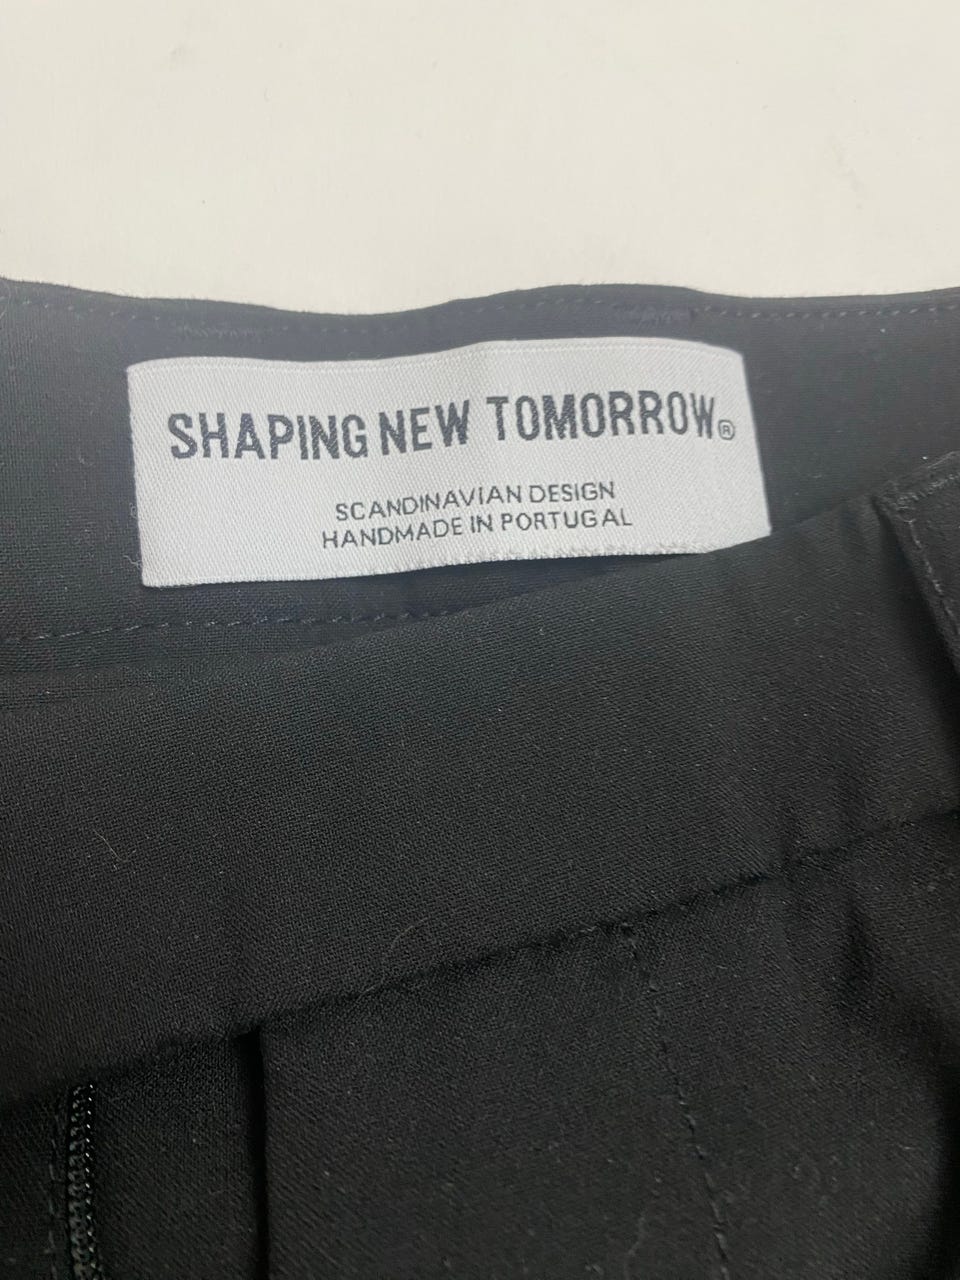 SHAPING NEW TOMORROW®
SCANDINAVIAN DESIGN
HANDMADE IN PORTUGAL